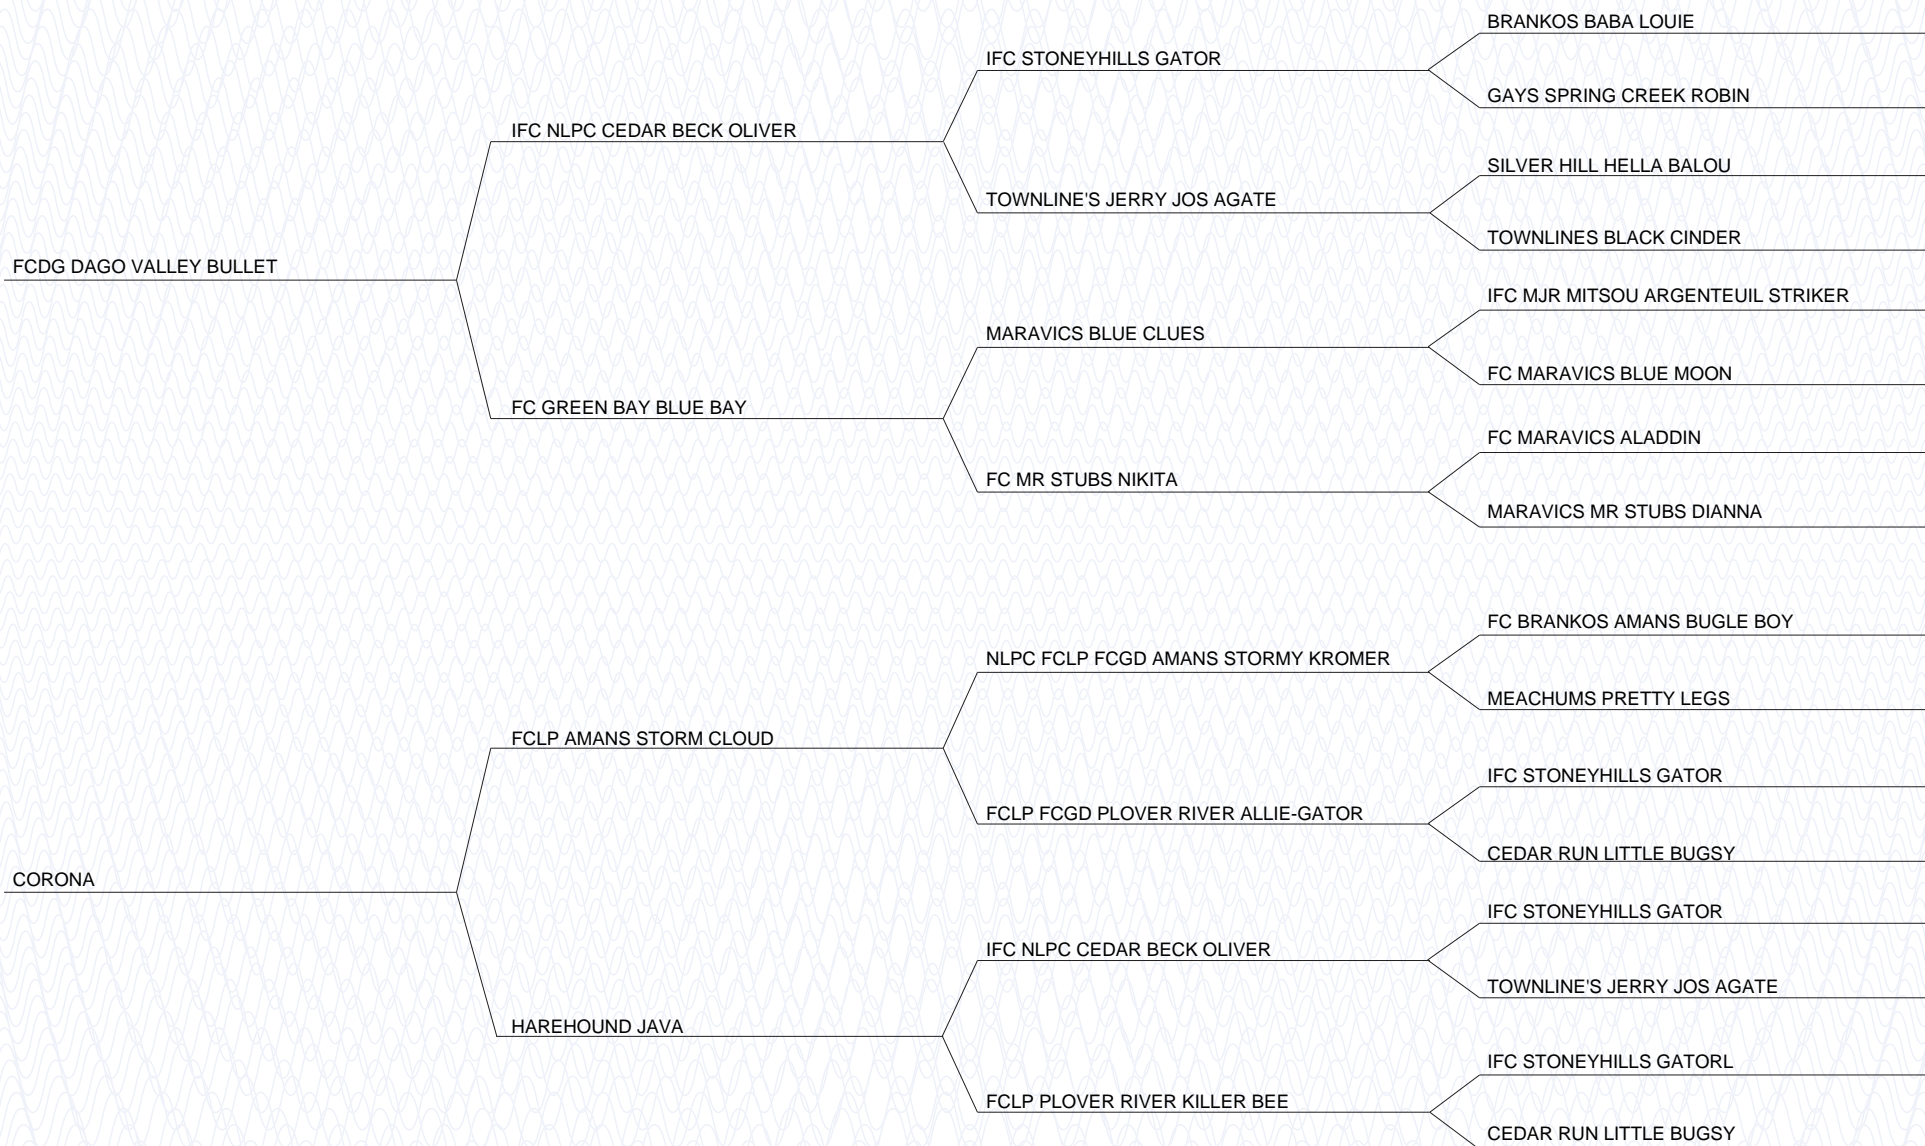 BRANKOS BABA LOUIE
IFC STONEYHILLS GATOR
GAYS SPRING CREEK ROBIN
IFC NLPC CEDAR BECK OLIVER
SILVER HILL HELLA BALOU
TOWNLINE'S JERRY JOS AGATE
TOWNLINES BLACK CINDER
FCDG DAGO VALLEY BULLET
IFC MJR MITSOU ARGENTEUIL STRIKER
MARAVICS BLUE CLUES
FC MARAVICS BLUE MOON
FC GREEN BAY BLUE BAY
FC MARAVICS ALADDIN
FC MR STUBS NIKITA
MARAVICS MR STUBS DIANNA
FC BRANKOS AMANS BUGLE BOY
NLPC FCLP FCGD AMANS STORMY KROMER
MEACHUMS PRETTY LEGS
FCLP AMANS STORM CLOUD
IFC STONEYHILLS GATOR
FCLP FCGD PLOVER RIVER ALLIE-GATOR
CEDAR RUN LITTLE BUGSY
CORONA
IFC STONEYHILLS GATOR
IFC NLPC CEDAR BECK OLIVER
TOWNLINE'S JERRY JOS AGATE
HAREHOUND JAVA
IFC STONEYHILLS GATORL
FCLP PLOVER RIVER KILLER BEE
CEDAR RUN LITTLE BUGSY